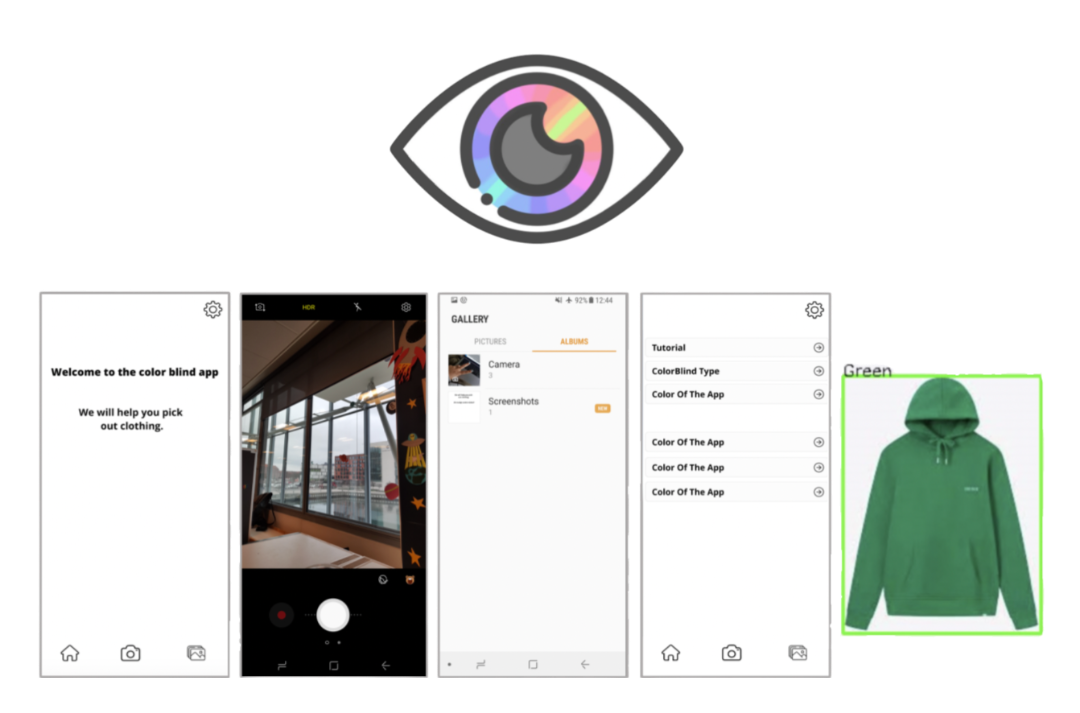 Welcome to the color blind app
We will help you pick
out clothing.
HDR
92% 12:44
GALLERY
PICTURES
ALBUMS
Camera
3
Screenshots
1
NEW
Tutorial
ColorBlind Type
Color Of The App
Color Of The App
Color Of The App
Color Of The App
Green